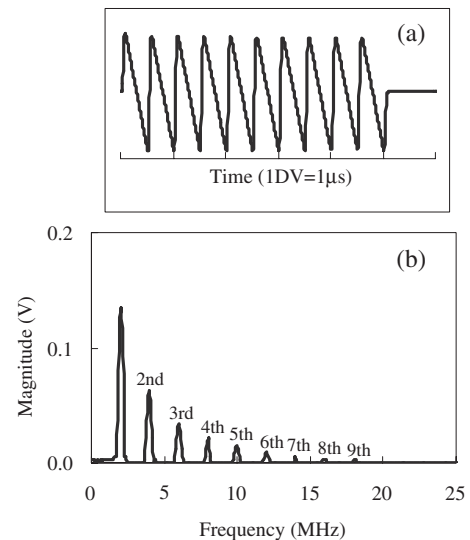 (a)
Time (1DV=1μs)
(b)
0.2
0.1
0.0
Magnitude (V)
2nd
3rd
4th
5th
6th
7th
8th
9th
0
5
10
15
20
25
Frequency (MHz)